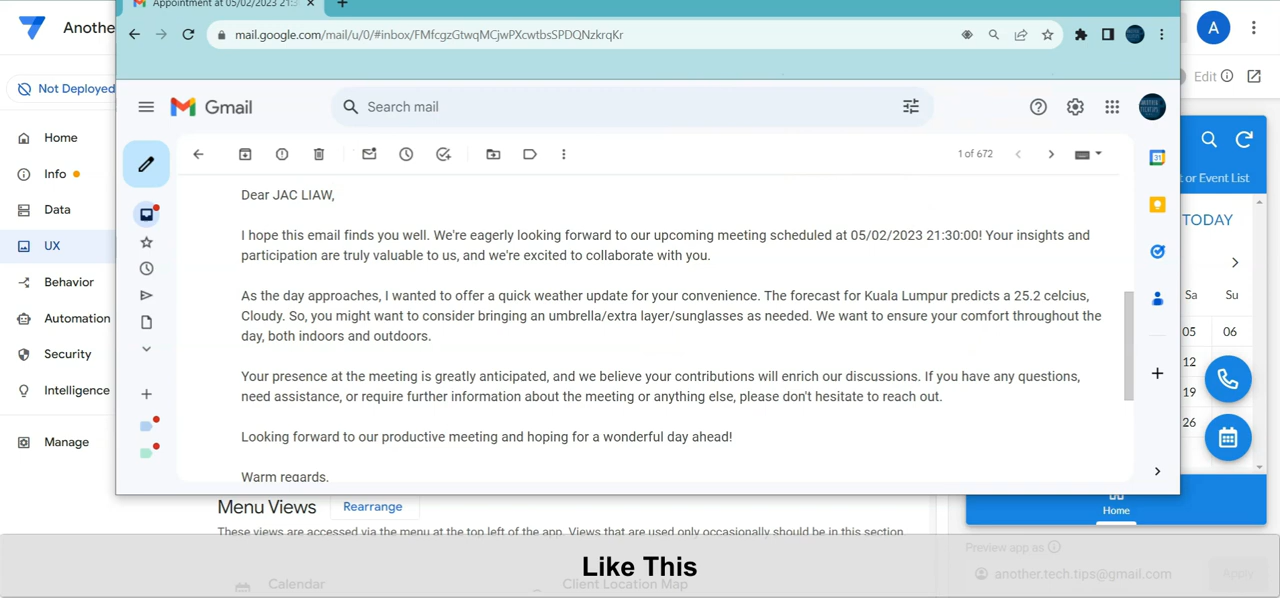 Appointment at 05/02/2023 21:3
Another
mail.google.com/mail/u/0/#inbox/FMfcgzGtwqMCjwPXcwtbsSPDQNzkrqKr
A
Not Deployed
Edit
Gmail
Search mail
Home
Info
Data
UX
Behavior
Automation
Security
Intelligence
Manage
1 of 672
31
Dear JAC LIAW,
I hope this email finds you well. We're eagerly looking forward to our upcoming meeting scheduled at 05/02/2023 21:30:00! Your insights and
participation are truly valuable to us, and we're excited to collaborate with you.
As the day approaches, I wanted to offer a quick weather update for your convenience. The forecast for Kuala Lumpur predicts a 25.2 celcius,
Cloudy. So, you might want to consider bringing an umbrella/extra layer/sunglasses as needed. We want to ensure your comfort throughout the
day, both indoors and outdoors.
Your presence at the meeting is greatly anticipated, and we believe your contributions will enrich our discussions. If you have any questions,
need assistance, or require further information about the meeting or anything else, please don't hesitate to reach out.
Looking forward to our productive meeting and hoping for a wonderful day ahead!
Warm regards,
t or Event List
TODAY
Sa Su
05 06
12
19
26
Home
Menu Views
Rearrange
These views are accessed via the menu at the top left of the app. Views that are used only occasionally should be in this section
Preview app as
another.tech.tips@gmail.com
Apply
Calendar
Client Location Map
Like This